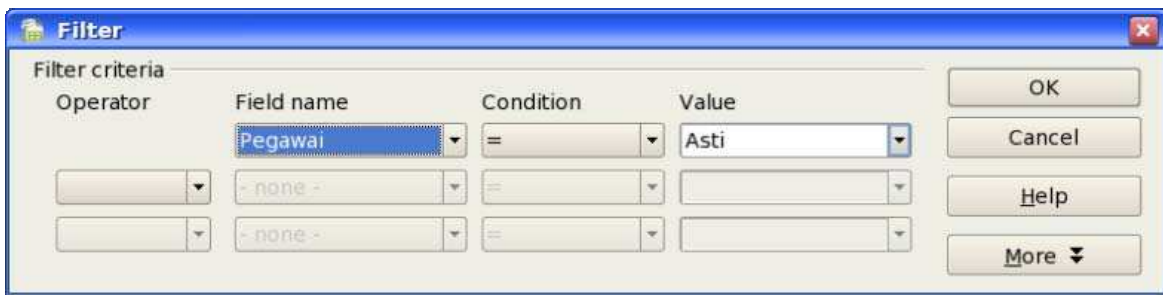 Filter
Filter criteria
Operator Field name Condition Value
Pegawai = Asti
- none - =
- none - =
OK
Cancel
Help
More